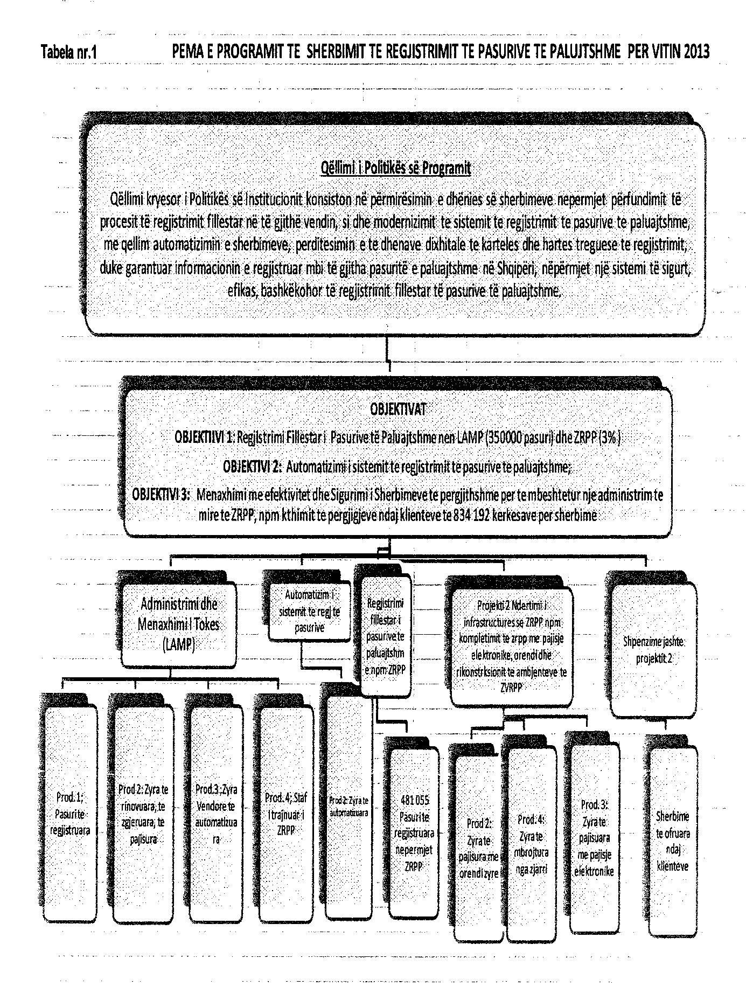 Tabela nr.1
PEMA E PROGRAMIT TE SHERBIMIT TE REGJISTRIMIT TE PASURIVE TE PALUJTSHME PER VITIN 2013
Qëllimi i Politikës së Programit
Qëllimi kryesor i Politikës së Institucionit konsiston në përmirësimin e dhënies së sherbimeve nepermjet përfundimit të
procesit të regjistrimit fillestar në të gjithë vendin, si dhe modernizimit te sistemit te regjistrimit te pasurive te paluajtshme,
me qellim automatizimin e sherbimeve, perditesimin e te dhenave dixhitale te karteles dhe hartes treguese te regjistrimit,
duke garantuar informacionin e regjistruar mbi të gjitha pasuritë e paluajtshme në Shqipëri, nëpërmjet një sistemi të sigurt,
efikas, bashkëkohor të regjistrimit fillestar të pasurive të paluajtshme.
OBJEKTIVAT
OBJEKTIIVI 1: Regjistrimi Fillestar i Pasurive të Paluajtshme nen LAMP (350000 pasuri) dhe ZRPP (3% )
OBJEKTIVI 2: Automatizimi i sistemit te regjistrimit te pasurive te paluajtshme;
OBJEKTIVI 3: Menaxhimi me efektivitet dhe Sigurimi i Sherbimeve te pergjithshme per te mbeshtetur nje administrim te
mire te ZRPP, npm kthimit te pergjigjeve ndaj klienteve te 834 192 kerkesave per sherbime
Administrimi dhe
Menaxhimi I Tokes
(LAMP)
Automatizim i
sistemit te regj te
pasurive
Regjistrimi
fillestar i
pasurive te
paluajtshm
e npm ZRPP
Projekti 2 Ndertimi i
infrastructures se ZRPP npm
kompletimit te zrpp me pajisje
elektronike, orendi dhe
rikonstrksionit te ambjenteve te
ZVRPP
Shpenzime jashte
projektit 2
Prod. 1;
Pasuri te
regjistruara
Prod 2: Zyra te
rinovuara, te
zgjeruara, te
pajisura
Prod.3 ;Zyra
Vendore te
automatizua
ra
Prod. 4; Staf
I trajnuar i
ZRPP
Prod 2: Zyra te
automatizuara
481 055
Pasuri te
regjistruara
nepermjet
ZRPP
Prod 2:
Zyra te
pajisura me
orendi zyre
Prod. 4:
Zyra te
mbrojtura
nga zjarri
Prod. 3:
Zyra te
pajisuara
me pajisje
elektronike
Sherbime
te ofruara
ndaj
klienteve